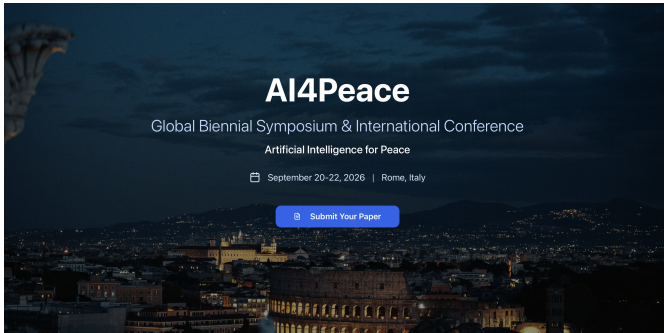 AI4Peace
Global Biennial Symposium & International Conference
Artificial Intelligence for Peace
September 20-22, 2026 | Rome, Italy
Submit Your Paper